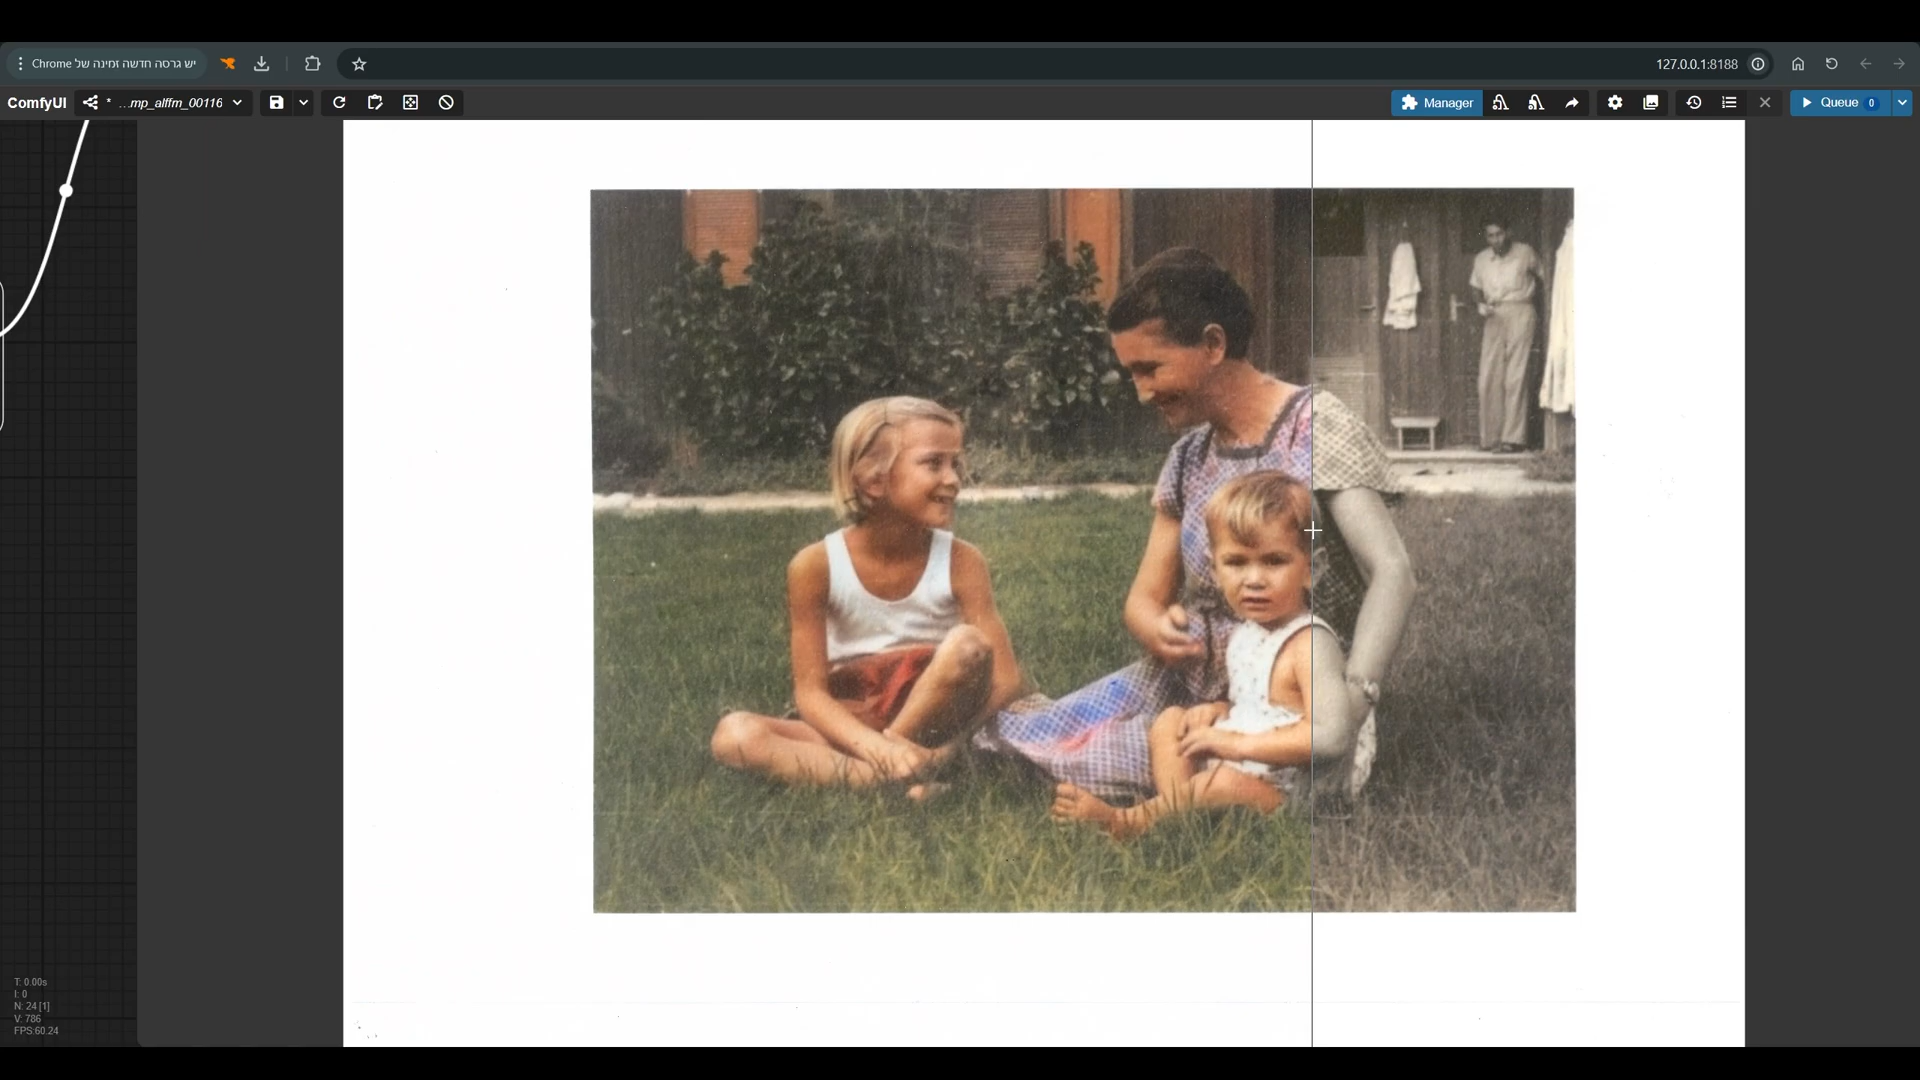 יש גרסה חדשה זמינה של Chrome
127.0.0.1:8188
ComfyUI
* ...mp_alffm_00116
Manager
Queue 0
T: 0.00s
I: 0
N: 24 [1]
V: 786
FPS:60.24